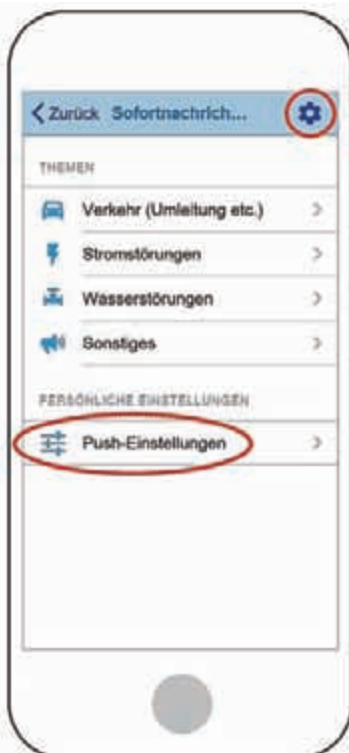 Zurück Sofortnachrich...
THEMEN
Verkehr (Umleitung etc.)
Stromstörungen
Wasserstörungen
Sonstiges
PERSÖNLICHE EINSTELLUNGEN
Push-Einstellungen